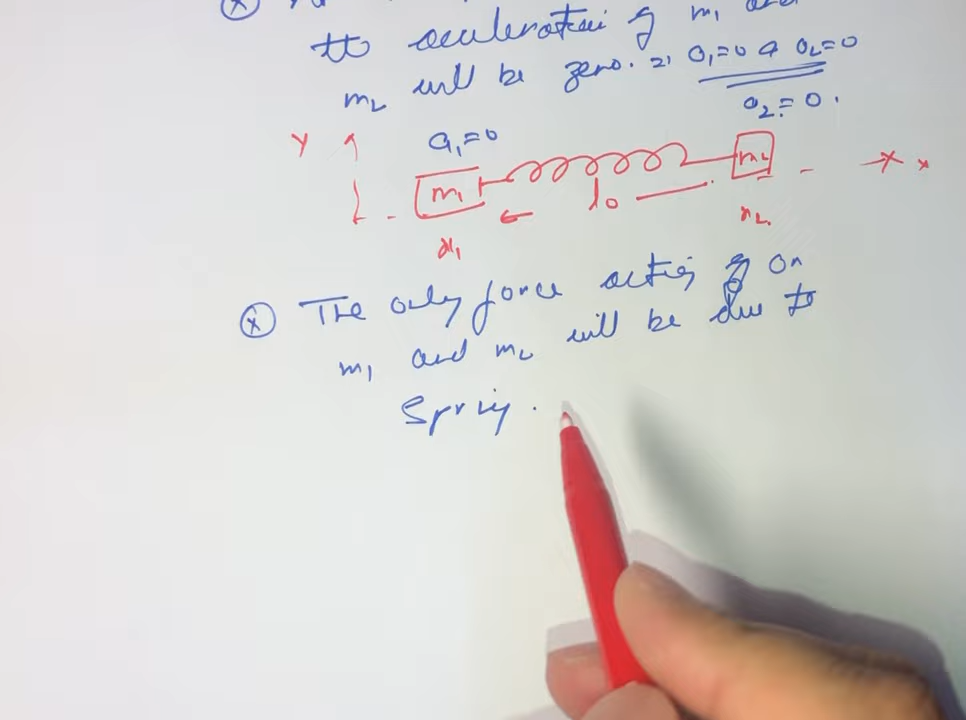 the acceleration of m1 and
m2 will be zero. ⇒ a1=0 & a2=0
a2=0.
Y a1=0
m1 m2 x
l0
x1 x2
(x) The only force acting on
m1 and m2 will be due to
Spring.